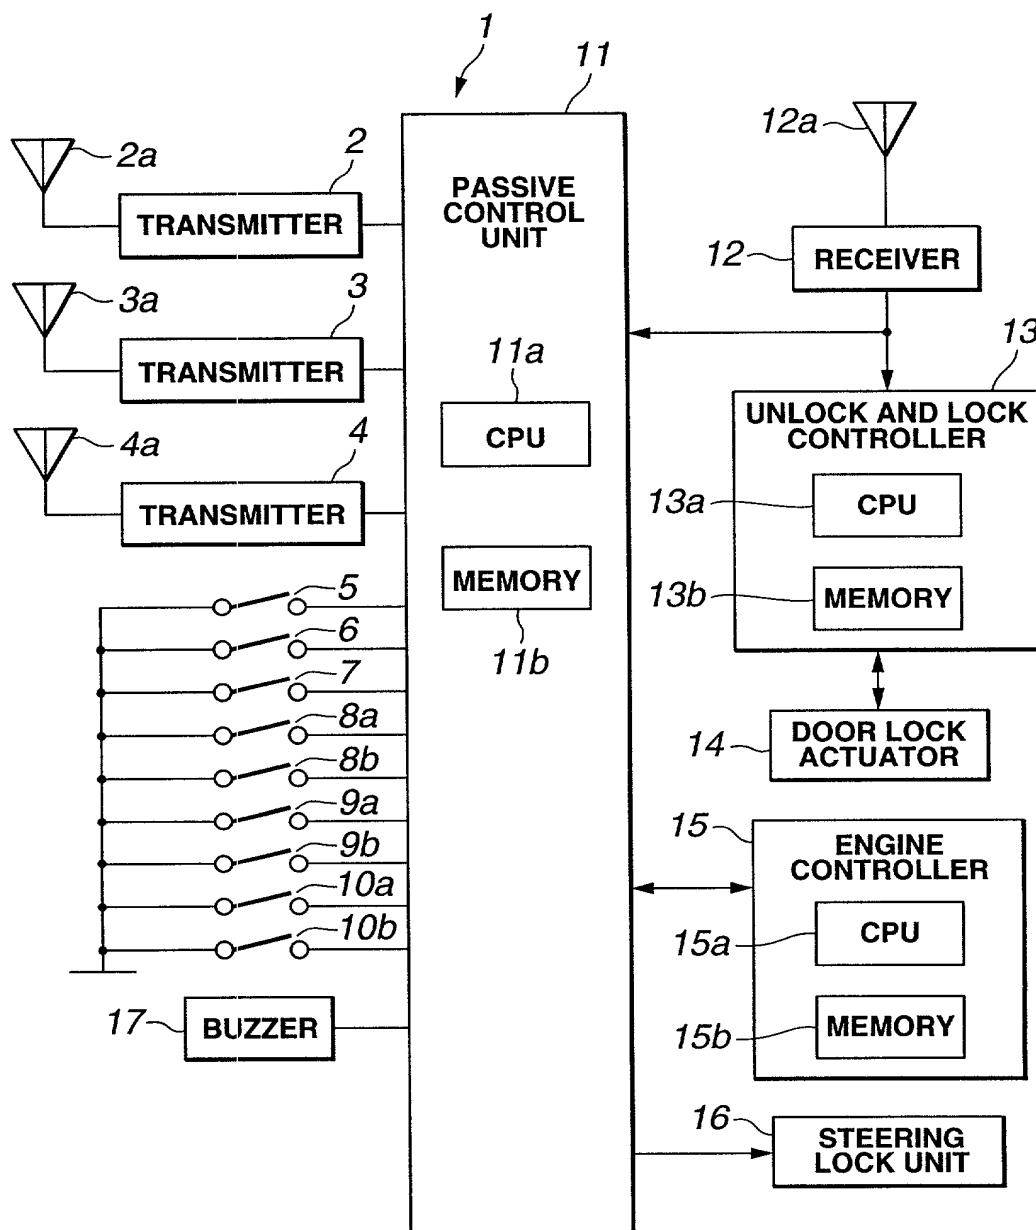 1
11
12a
2a
2
TRANSMITTER
PASSIVE
CONTROL
UNIT
12
RECEIVER
3a
3
TRANSMITTER
11a
CPU
13
UNLOCK AND LOCK
CONTROLLER
4a
4
TRANSMITTER
13a
CPU
MEMORY
11b
13b
MEMORY
5
6
7
8a
8b
9a
9b
10a
10b
14
DOOR LOCK
ACTUATOR
15
ENGINE
CONTROLLER
15a
CPU
17
BUZZER
15b
MEMORY
16
STEERING
LOCK UNIT